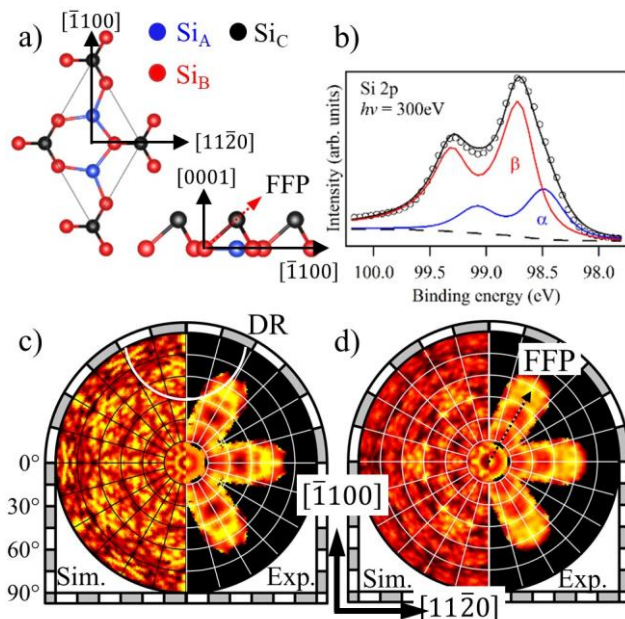 a)
[1̄100]
Si_A
Si_C
Si_B
[112̄0]
[0001]
FFP
[1̄100]
b)
Si 2p
hν = 300eV
Intensity (arb. units)
β
α
100.0 99.5 99.0 98.5 98.0
Binding energy (eV)
c)
DR
0°
30°
60°
90°
Sim.
Exp.
d)
FFP
[1̄100]
Sim.
Exp.
[112̄0]